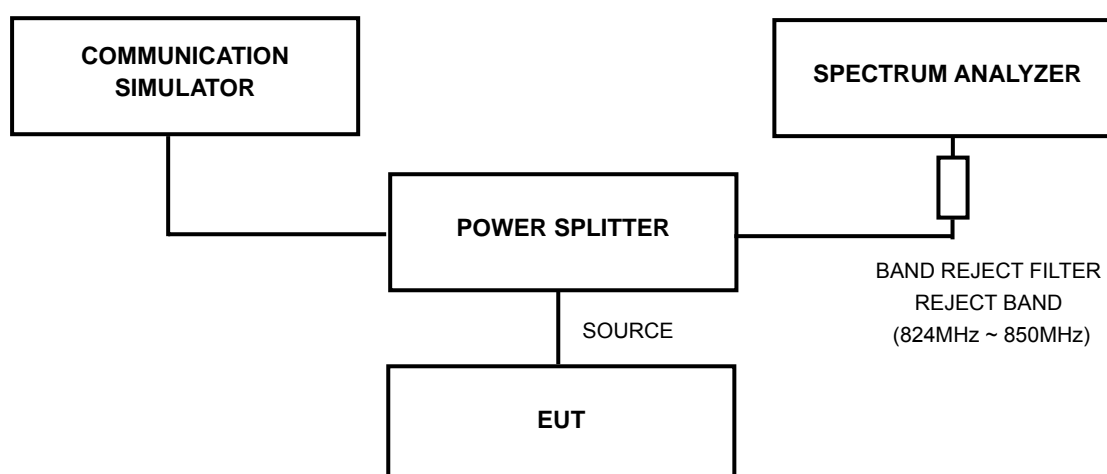 COMMUNICATION
SIMULATOR
SPECTRUM ANALYZER
POWER SPLITTER
BAND REJECT FILTER
REJECT BAND
(824MHz ~ 850MHz)
SOURCE
EUT